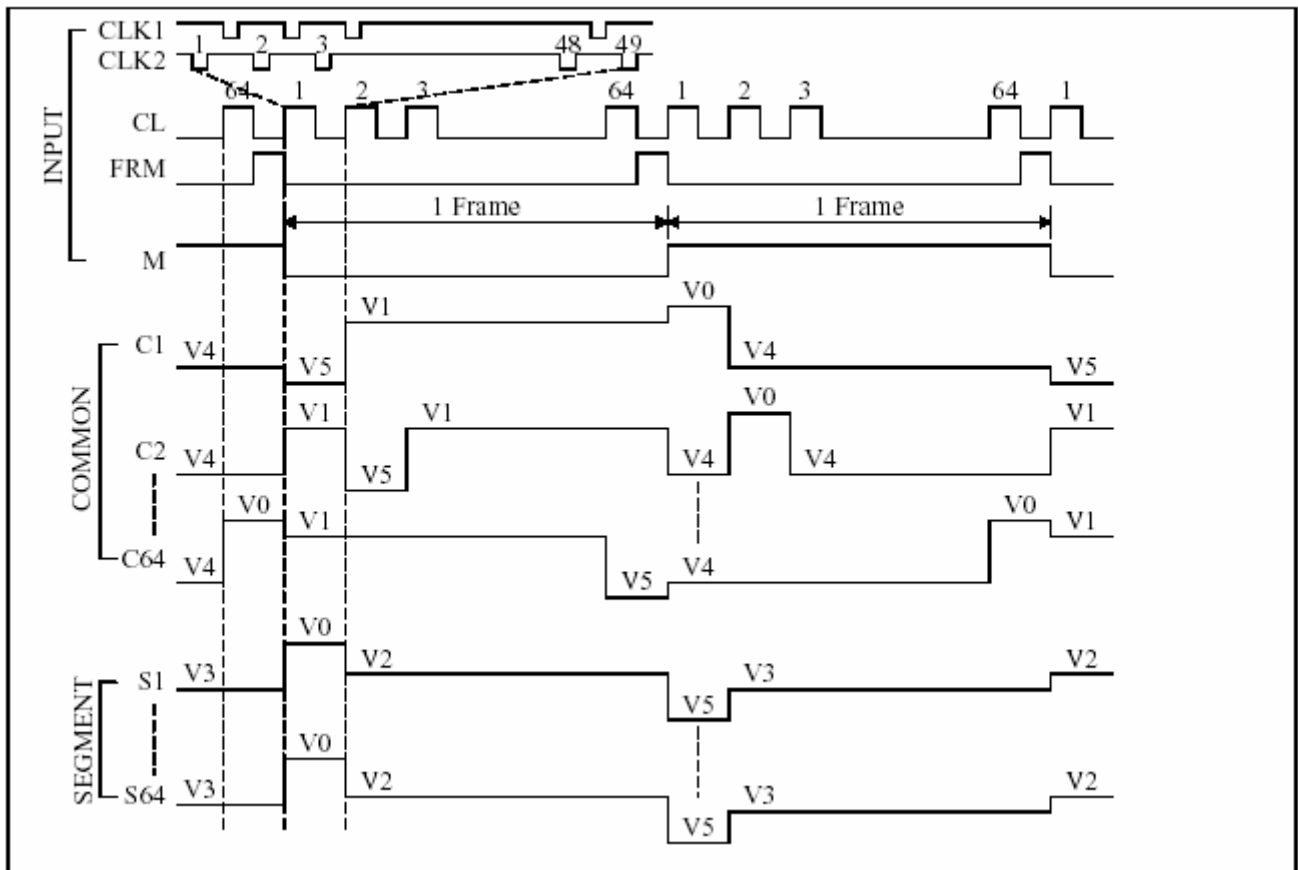 CLK1
1 2 3 48 49
CLK2
64 1 2 3 64 1 2 3 64 1
CL
INPUT
FRM
1 Frame 1 Frame
M
V1 V0
C1 V4 V5 V4 V5
V1 V1 V0 V1
COMMON
C2 V4 V5 V4 V4
V0 V1 V0 V1
C64 V4 V5 V4
V0
S1 V3 V2 V3 V2
V5
SEGMENT
V0
S64 V3 V2 V3 V2
V5